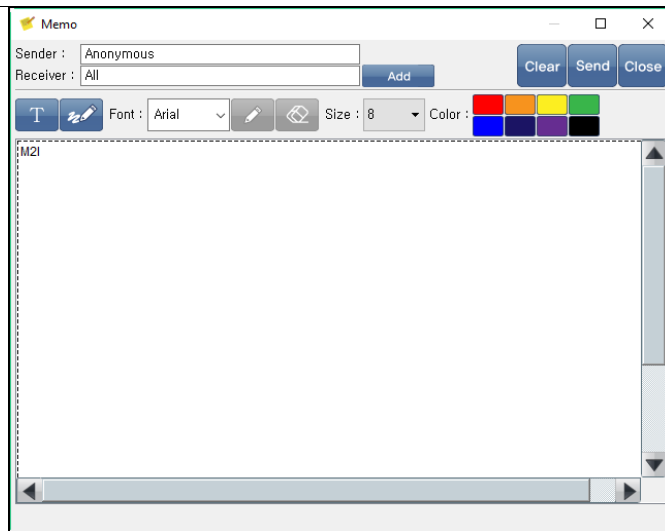 Memo
Sender : Anonymous
Receiver : All Add
Clear Send Close
T Font : Arial Size : 8 Color :
M2I